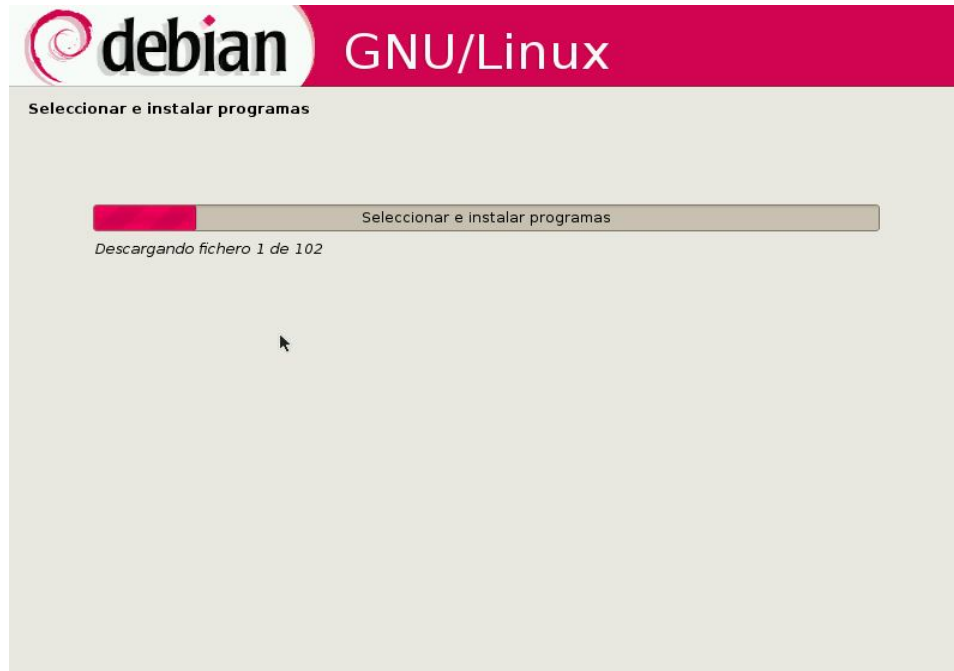 debian GNU/Linux
Seleccionar e instalar programas
Seleccionar e instalar programas
Descargando fichero 1 de 102